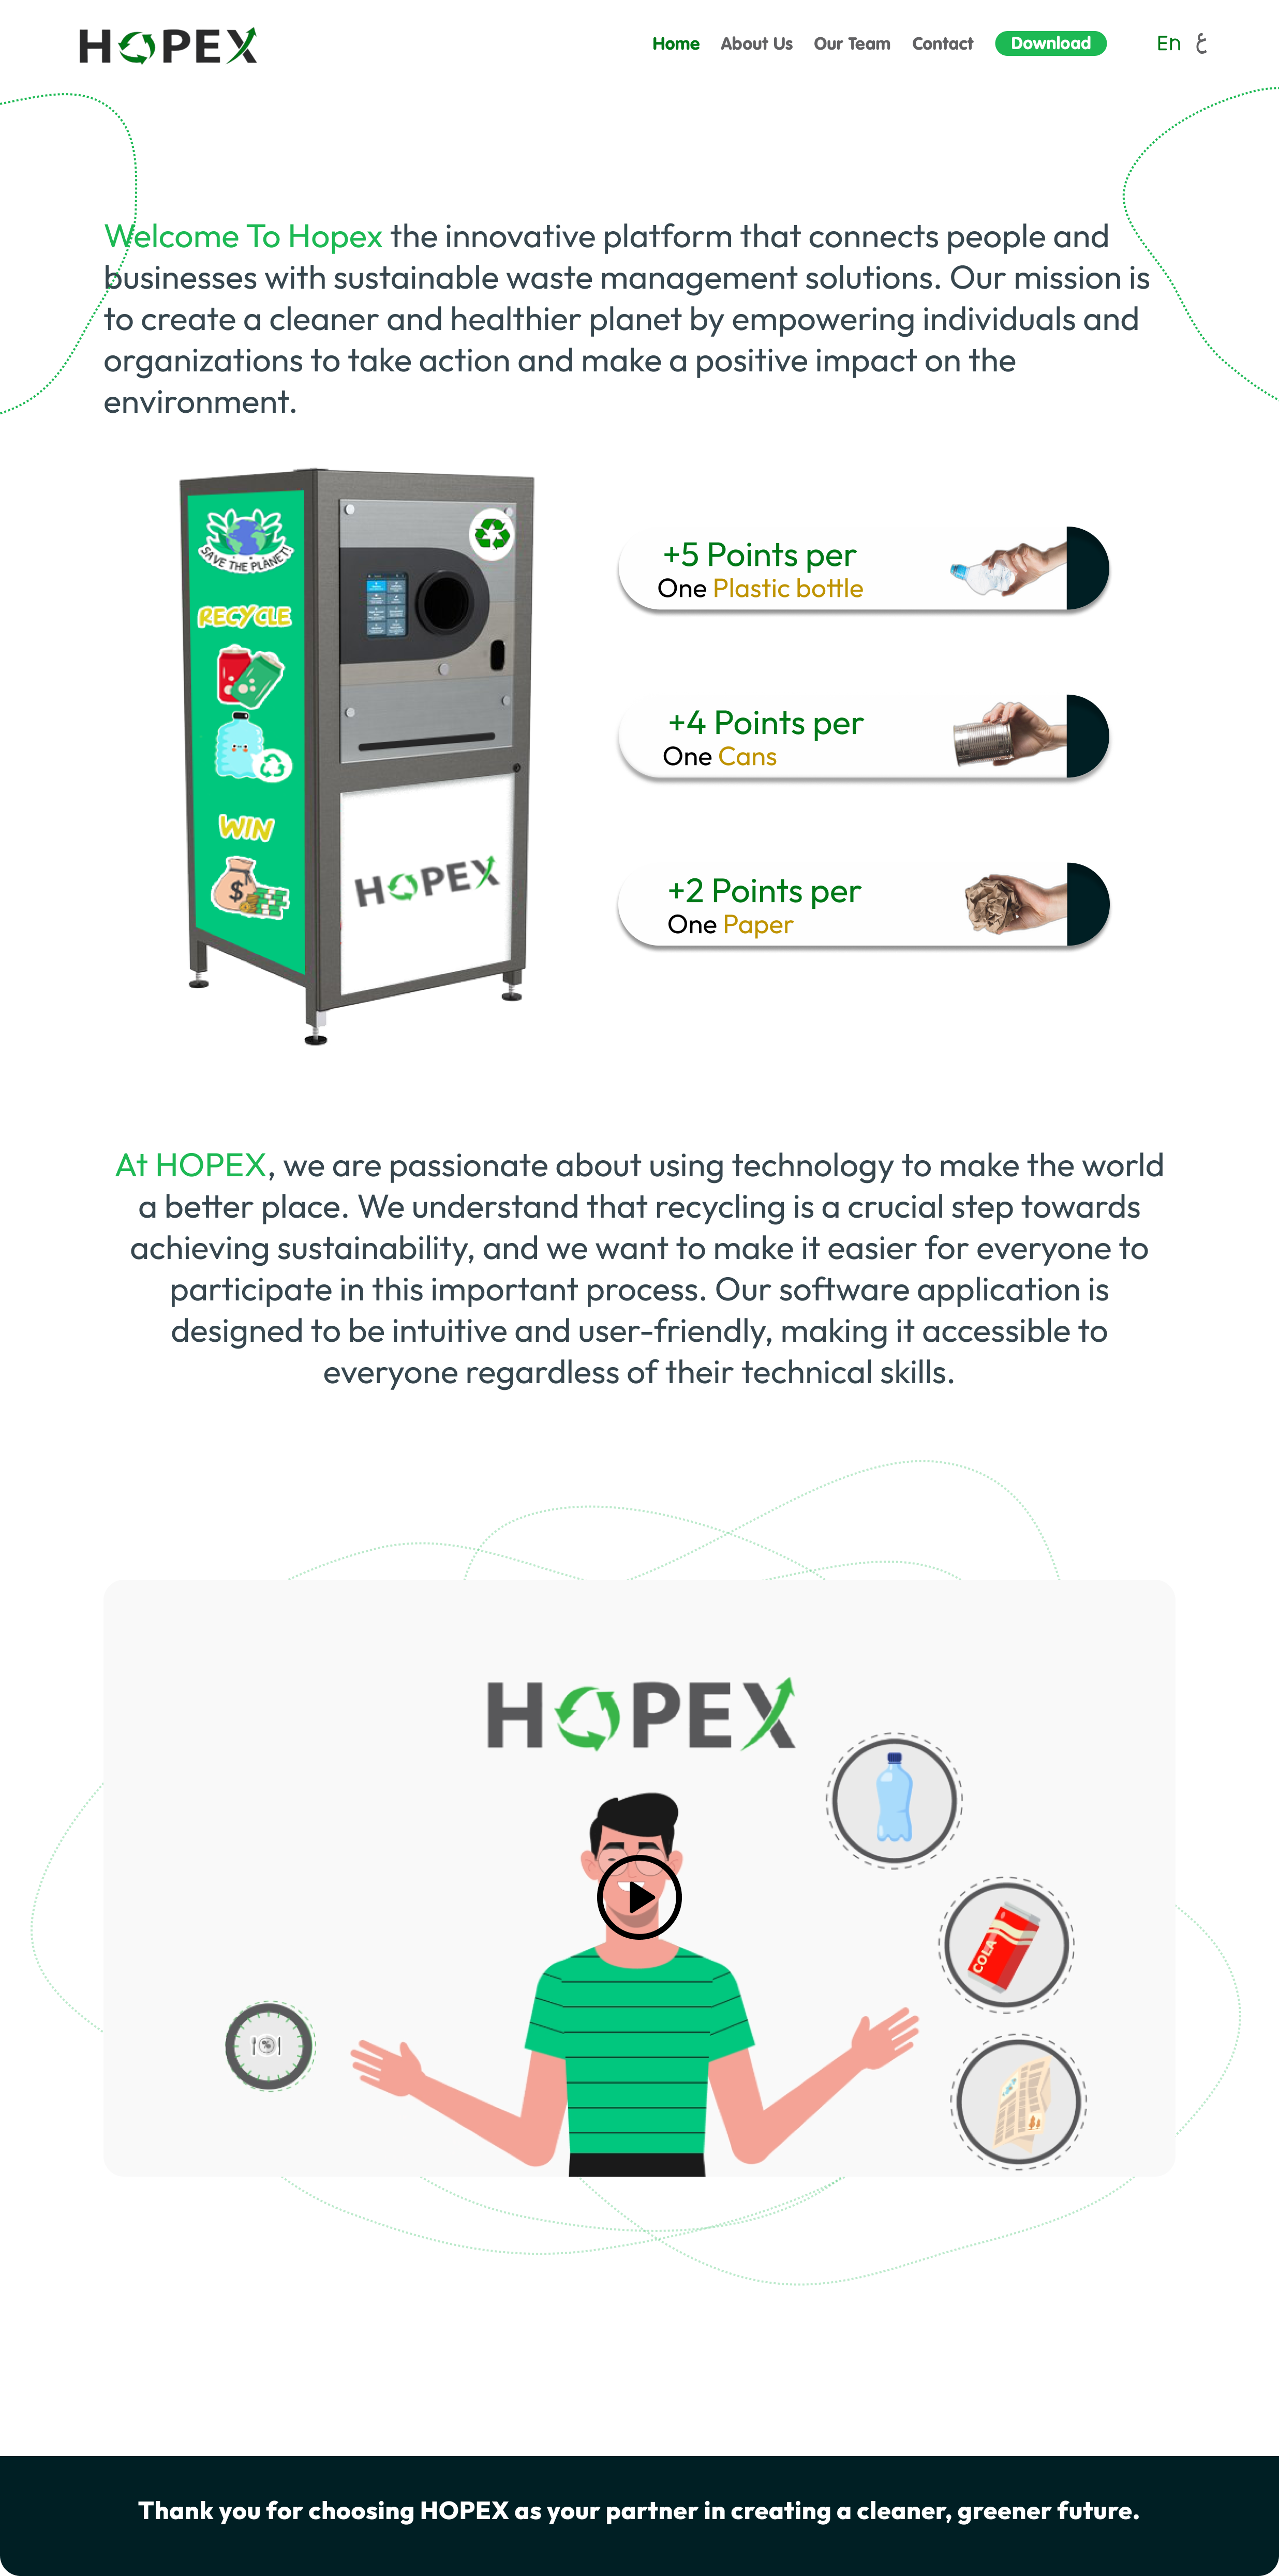 HOPEX
Home About Us Our Team Contact Download En ع
Welcome To Hopex the innovative platform that connects people and
businesses with sustainable waste management solutions. Our mission is
to create a cleaner and healthier planet by empowering individuals and
organizations to take action and make a positive impact on the
environment.
SAVE THE PLANET!
RECYCLE
WIN
$
HOPEX
+5 Points per
One Plastic bottle
+4 Points per
One Cans
+2 Points per
One Paper
At HOPEX, we are passionate about using technology to make the world
a better place. We understand that recycling is a crucial step towards
achieving sustainability, and we want to make it easier for everyone to
participate in this important process. Our software application is
designed to be intuitive and user-friendly, making it accessible to
everyone regardless of their technical skills.
HOPEX
COLA
Thank you for choosing HOPEX as your partner in creating a cleaner, greener future.